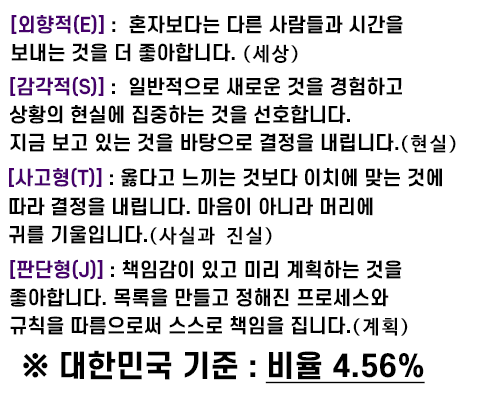 [외향적(E)] : 혼자보다는 다른 사람들과 시간을
보내는 것을 더 좋아합니다. (세상)
[감각적(S)] : 일반적으로 새로운 것을 경험하고
상황의 현실에 집중하는 것을 선호합니다.
지금 보고 있는 것을 바탕으로 결정을 내립니다.(현실)
[사고형(T)] : 옳다고 느끼는 것보다 이치에 맞는 것에
따라 결정을 내립니다. 마음이 아니라 머리에
귀를 기울입니다.(사실과 진실)
[판단형(J)] : 책임감이 있고 미리 계획하는 것을
좋아합니다. 목록을 만들고 정해진 프로세스와
규칙을 따름으로써 스스로 책임을 집니다.(계획)
※ 대한민국 기준 : 비율 4.56%